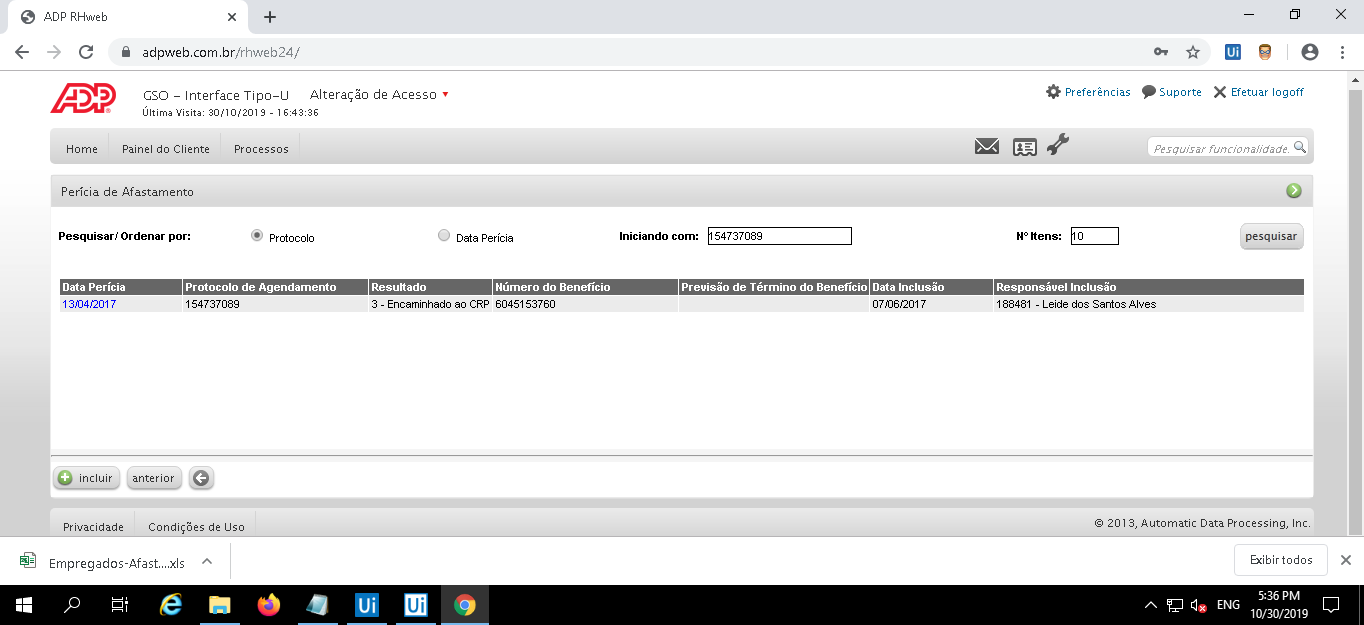 ADP RHweb
adpweb.com.br/rhweb24/
Ui
ADP
GSO - Interface Tipo-U Alteração de Acesso
Última Visita: 30/10/2019 - 16:43:36
Preferências Suporte Efetuar logoff
Home Painel do Cliente Processos
Pesquisar funcionalidade.
Perícia de Afastamento
Pesquisar/ Ordenar por: Protocolo Data Perícia Iniciando com: 154737089 Nº Itens: 10 pesquisar
Data Perícia Protocolo de Agendamento Resultado Número do Benefício Previsão de Término do Benefício Data Inclusão Responsável Inclusão
13/04/2017 154737089 3 - Encaminhado ao CRP 6045153760 07/06/2017 188481 - Leide dos Santos Alves
incluir anterior
Privacidade Condições de Uso
© 2013, Automatic Data Processing, Inc.
Empregados-Afast....xls Exibir todos
Ui Ui ENG 5:36 PM
10/30/2019